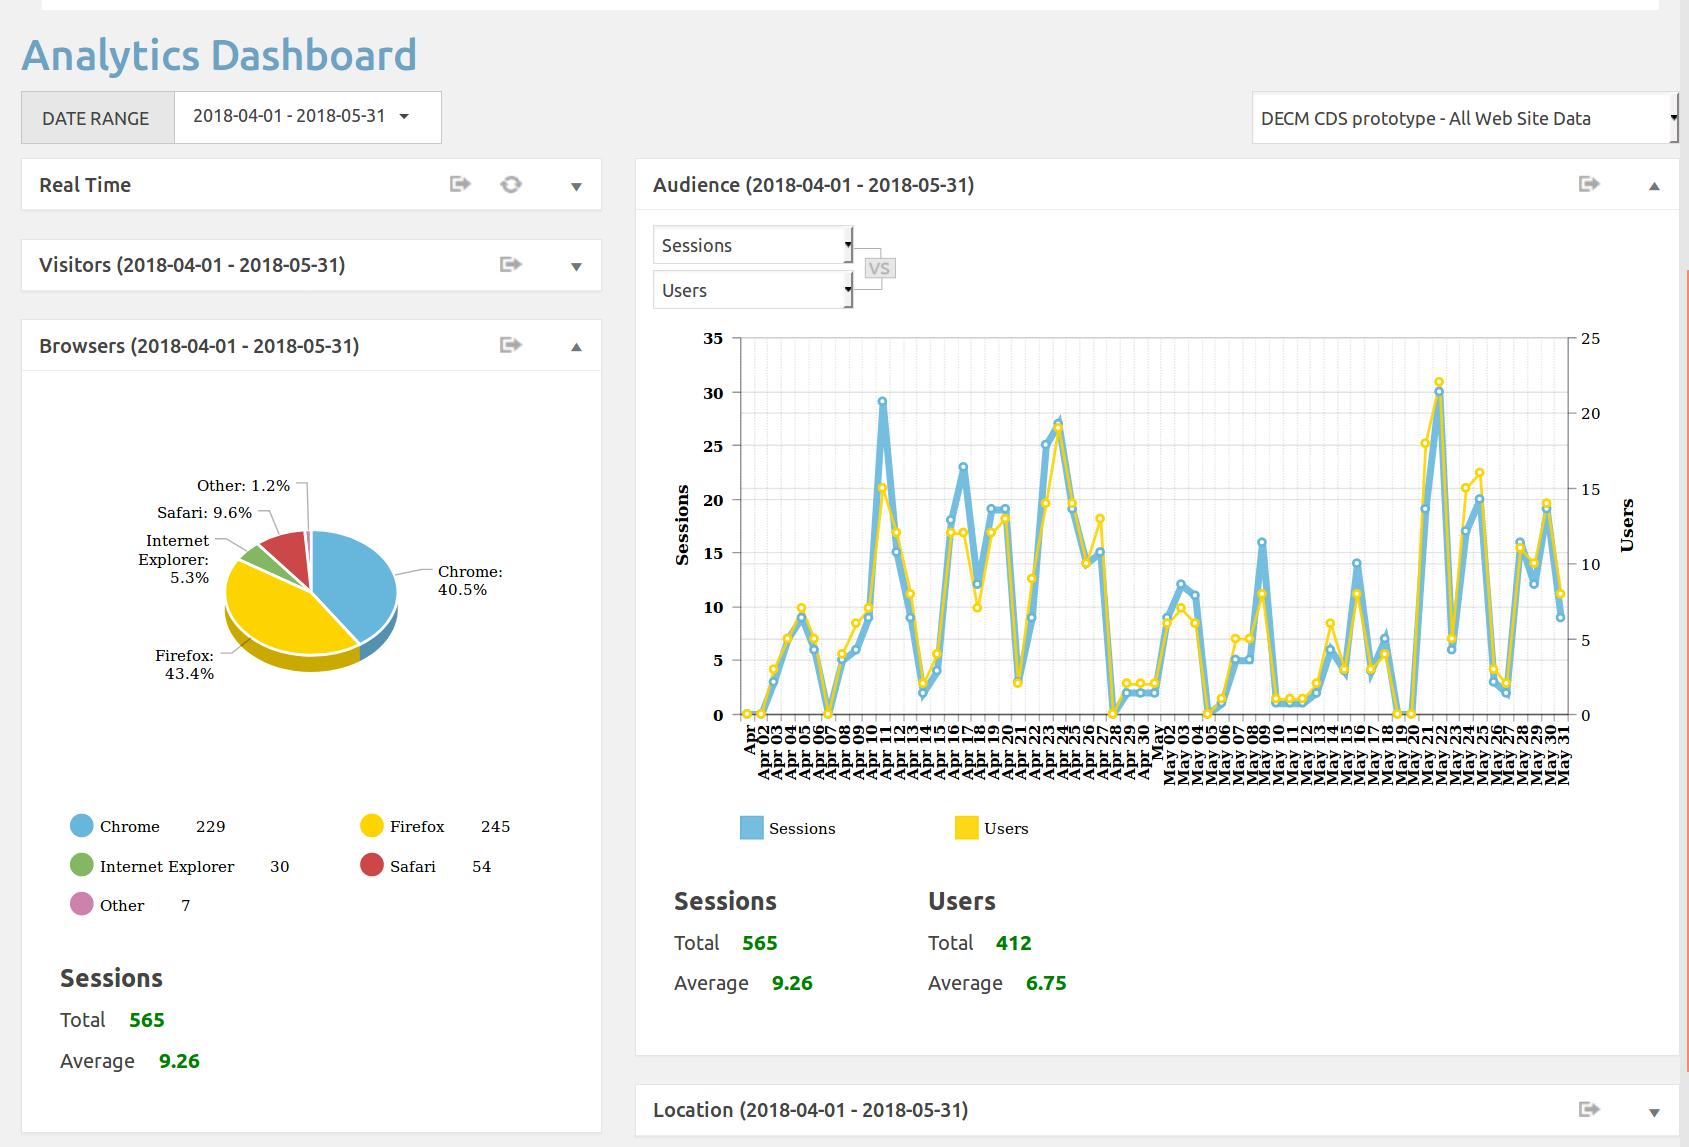 Analytics Dashboard
DATE RANGE
2018-04-01 - 2018-05-31
DECM CDS prototype - All Web Site Data
Real Time
Visitors (2018-04-01 - 2018-05-31)
Browsers (2018-04-01 - 2018-05-31)
Other: 1.2%
Safari: 9.6%
Internet
Explorer:
5.3%
Chrome:
40.5%
Firefox:
43.4%
Chrome 229
Firefox 245
Internet Explorer 30
Safari 54
Other 7
Sessions
Total 565
Average 9.26
Audience (2018-04-01 - 2018-05-31)
Sessions
VS
Users
35
30
25
20
15
10
5
0
Sessions
25
20
15
10
5
0
Users
Apr
Apr 02
Apr 03
Apr 04
Apr 05
Apr 06
Apr 07
Apr 08
Apr 09
Apr 10
Apr 11
Apr 12
Apr 13
Apr 14
Apr 15
Apr 16
Apr 17
Apr 18
Apr 19
Apr 20
Apr 21
Apr 22
Apr 23
Apr 24
Apr 25
Apr 26
Apr 27
Apr 28
Apr 29
Apr 30
May
May 02
May 03
May 04
May 05
May 06
May 07
May 08
May 09
May 10
May 11
May 12
May 13
May 14
May 15
May 16
May 17
May 18
May 19
May 20
May 21
May 22
May 23
May 24
May 25
May 26
May 27
May 28
May 29
May 30
May 31
Sessions
Users
Sessions
Total 565
Average 9.26
Users
Total 412
Average 6.75
Location (2018-04-01 - 2018-05-31)